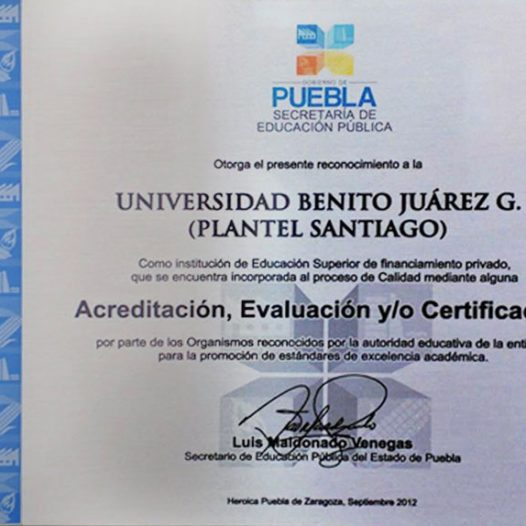 GOBIERNO DE
PUEBLA
SECRETARÍA DE
EDUCACIÓN PÚBLICA
Otorga el presente reconocimiento a la
UNIVERSIDAD BENITO JUÁREZ G.
(PLANTEL SANTIAGO)
Como institución de Educación Superior de financiamiento privado,
que se encuentra incorporada al proceso de Calidad mediante alguna
Acreditación, Evaluación y/o Certificac
por parte de los Organismos reconocidos por la autoridad educativa de la enti
para la promoción de estándares de excelencia académica.
Luis Maldonado Venegas
Secretario de Educación Pública del Estado de Puebla
Heroica Puebla de Zaragoza, Septiembre 2012